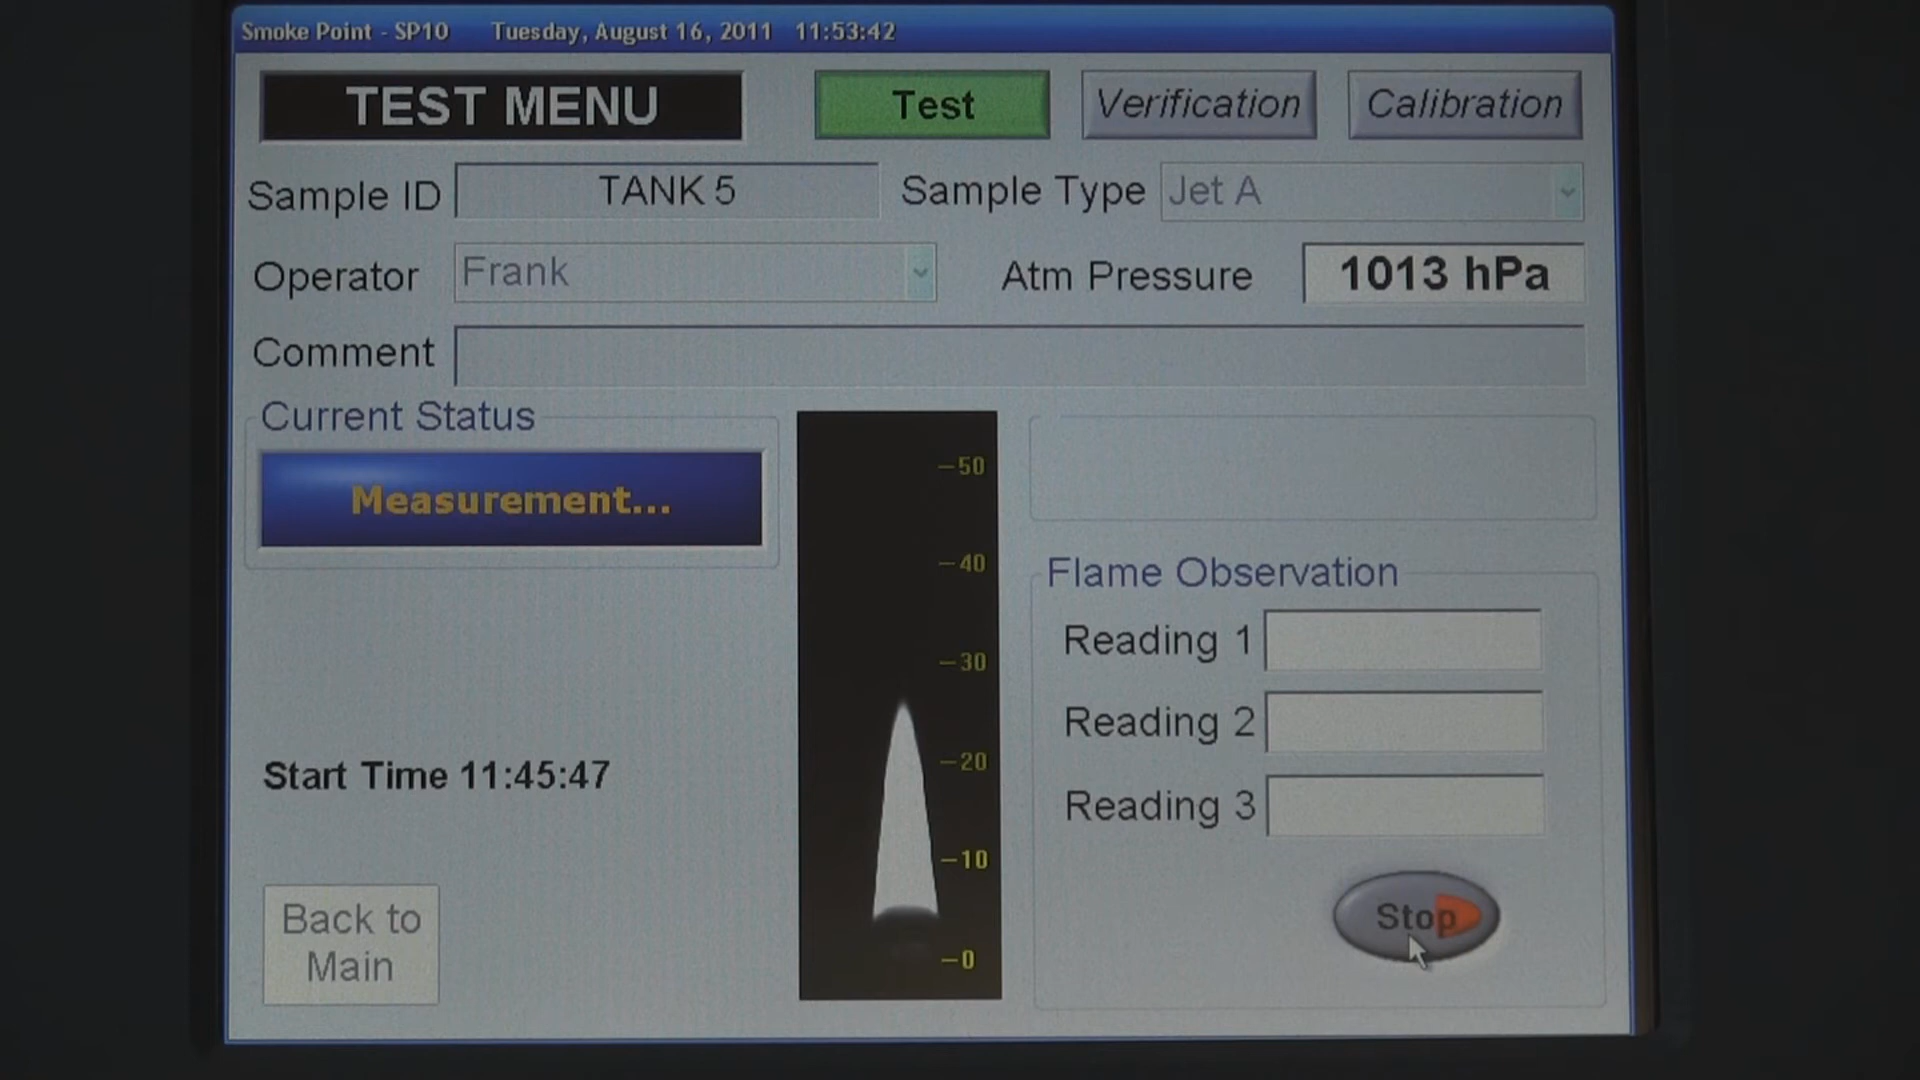 Smoke Point - SP10 Tuesday, August 16, 2011 11:53:42
TEST MENU Test Verification Calibration
Sample ID TANK 5 Sample Type Jet A
Operator Frank Atm Pressure 1013 hPa
Comment
Current Status
Measurement...
Start Time 11:45:47
Back to
Main
50
40
30
20
10
0
Flame Observation
Reading 1
Reading 2
Reading 3
Stop